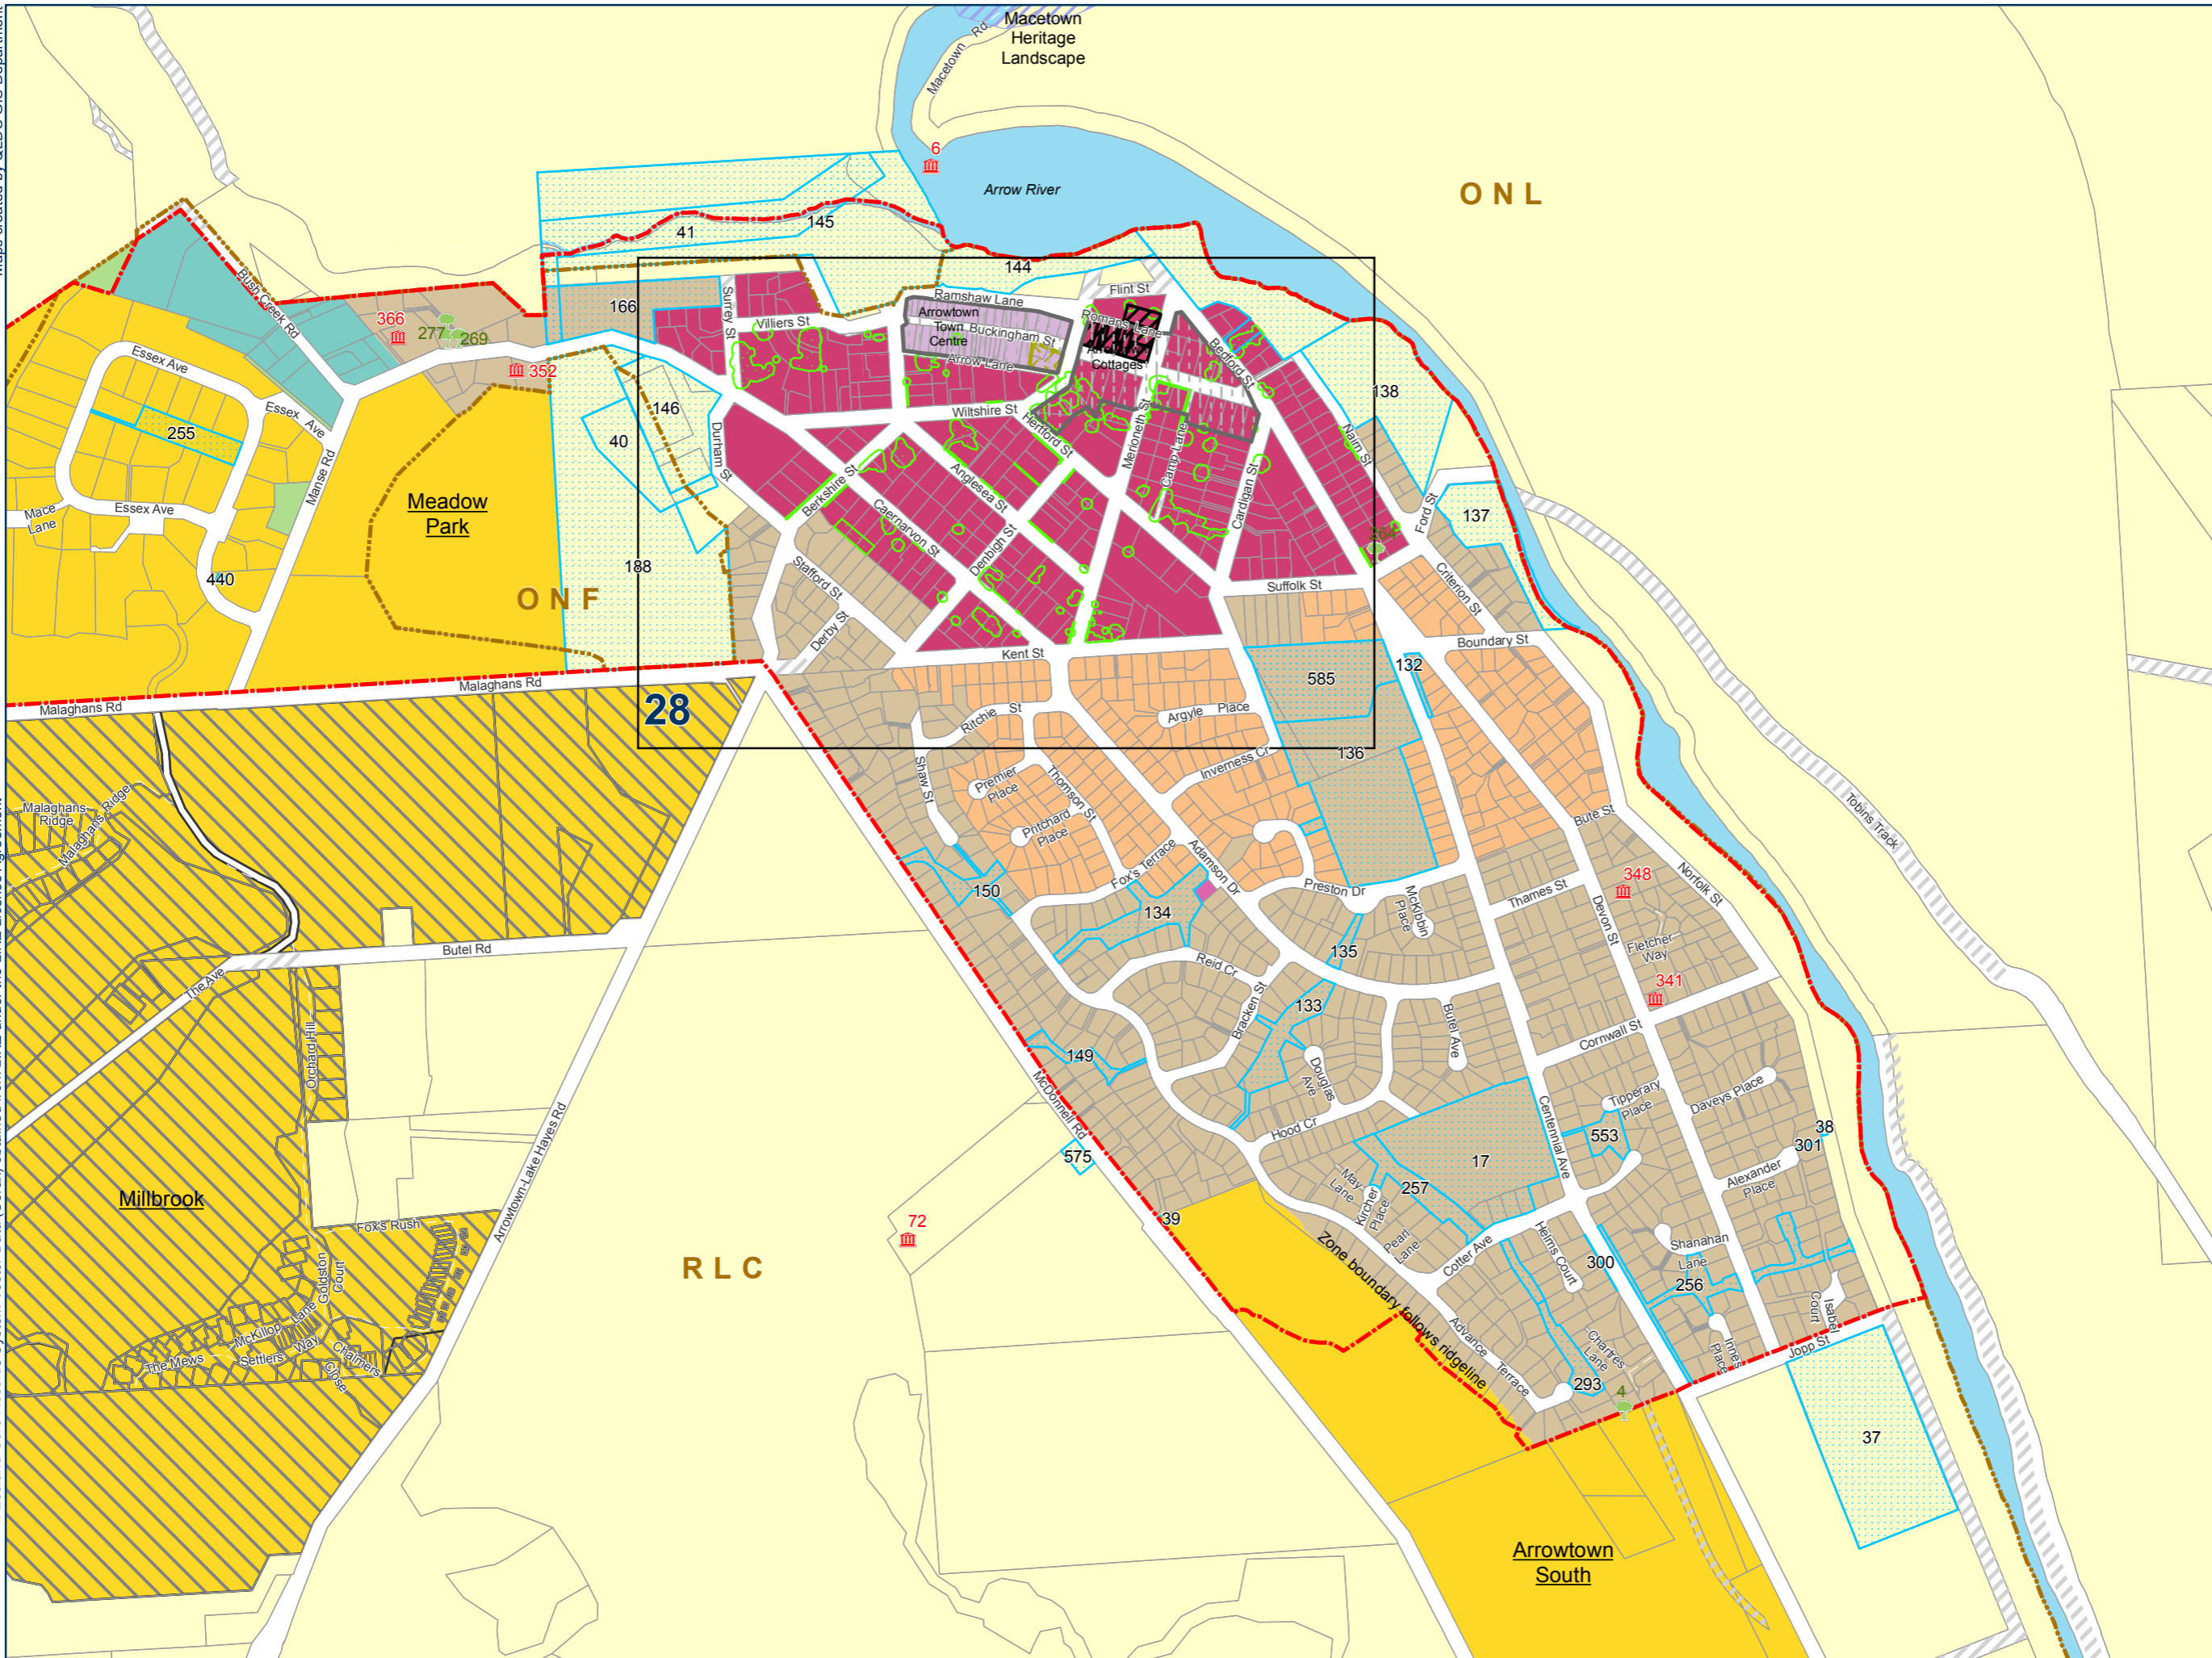 Macetown
Heritage
Landscape
Macetown Rd
6
Arrow River
ONL
41
145
144
166
Bush Creek Rd
366
277
269
352
Essex Ave
Essex Ave
Essex Ave
255
Mace
Lane
440
Manse Rd
Meadow
Park
ONF
146
40
188
28
Surrey St
Villiers St
Ramshaw Lane
Arrowtown
Town
Centre
Buckingham St
Arrow Lane
Flint St
Romans Lane
Cottages
Bedford St
Wiltshire St
Hertford St
Merioneth St
Camp Lane
Cardigan St
Nairn St
138
Durham St
Berkshire St
Anglesea St
Caernarvon St
Denbigh St
Stafford St
Derby St
Kent St
Suffolk St
264
Ford St
137
Criterion St
Boundary St
132
585
136
Malaghans Rd
Malaghans Rd
Ritchie St
Argyle Place
Inverness Cr
Shaw St
Premier
Place
Thomson St
Pritchard
Place
Fox's Terrace
Adamson Dr
Preston Dr
McKibbin
Place
Bute St
Thames St
Devon St
348
Norfolk St
Fletcher
Way
341
Cornwall St
Tobins Track
Malaghans
Ridge
Malaghans Ridge
Butel Rd
The Ave
Orchard Hill
Millbrook
Arrowtown-Lake Hayes Rd
Fox's Rush
Goldston
Court
McKillop Lane
The Mews
Settlers Way
Chalmers
Close
150
134
135
Reid Cr
Bracken St
133
Butel Ave
Douglas
Ave
149
McDonnell Rd
Hood Cr
575
72
RLC
39
17
257
May
Lane
Kircher
Place
Pearl
Lane
Cotter Ave
Centennial Ave
Tipperary
Place
553
Daveys Place
38
301
Alexander
Place
Shanahan
Lane
256
300
Helms Court
Isabel
Court
Innes
Place
Jopp St
Zone boundary follows ridgeline
Advance Terrace
Chartres
Lane
293
4
37
Arrowtown
South